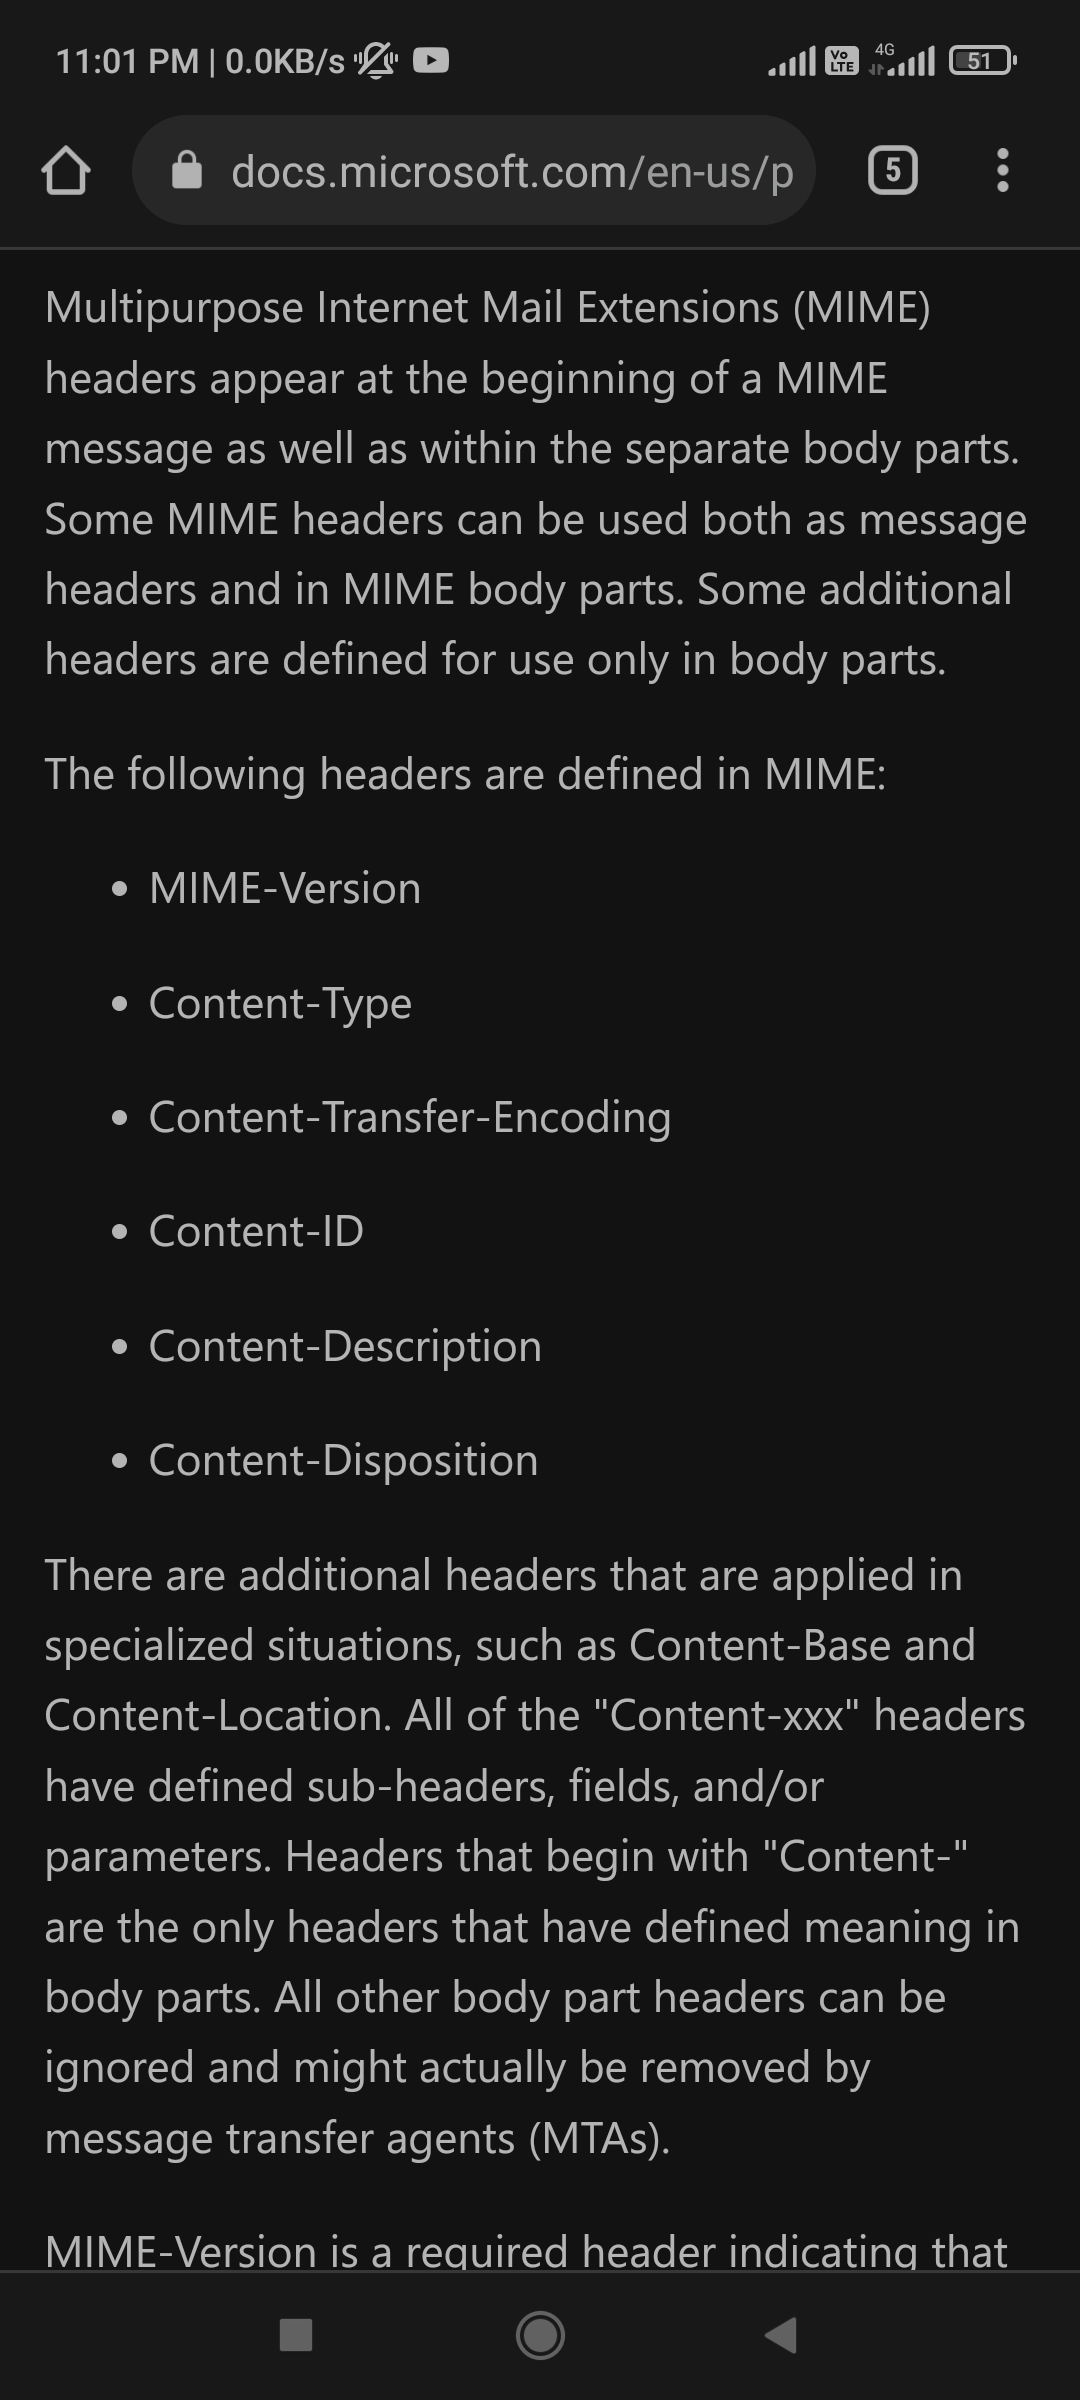 11:01 PM | 0.0KB/s
Vo LTE
4G
51
docs.microsoft.com/en-us/p
5
Multipurpose Internet Mail Extensions (MIME)
headers appear at the beginning of a MIME
message as well as within the separate body parts.
Some MIME headers can be used both as message
headers and in MIME body parts. Some additional
headers are defined for use only in body parts.
The following headers are defined in MIME:
• MIME-Version
• Content-Type
• Content-Transfer-Encoding
• Content-ID
• Content-Description
• Content-Disposition
There are additional headers that are applied in
specialized situations, such as Content-Base and
Content-Location. All of the "Content-xxx" headers
have defined sub-headers, fields, and/or
parameters. Headers that begin with "Content-"
are the only headers that have defined meaning in
body parts. All other body part headers can be
ignored and might actually be removed by
message transfer agents (MTAs).
MIME-Version is a required header indicating that